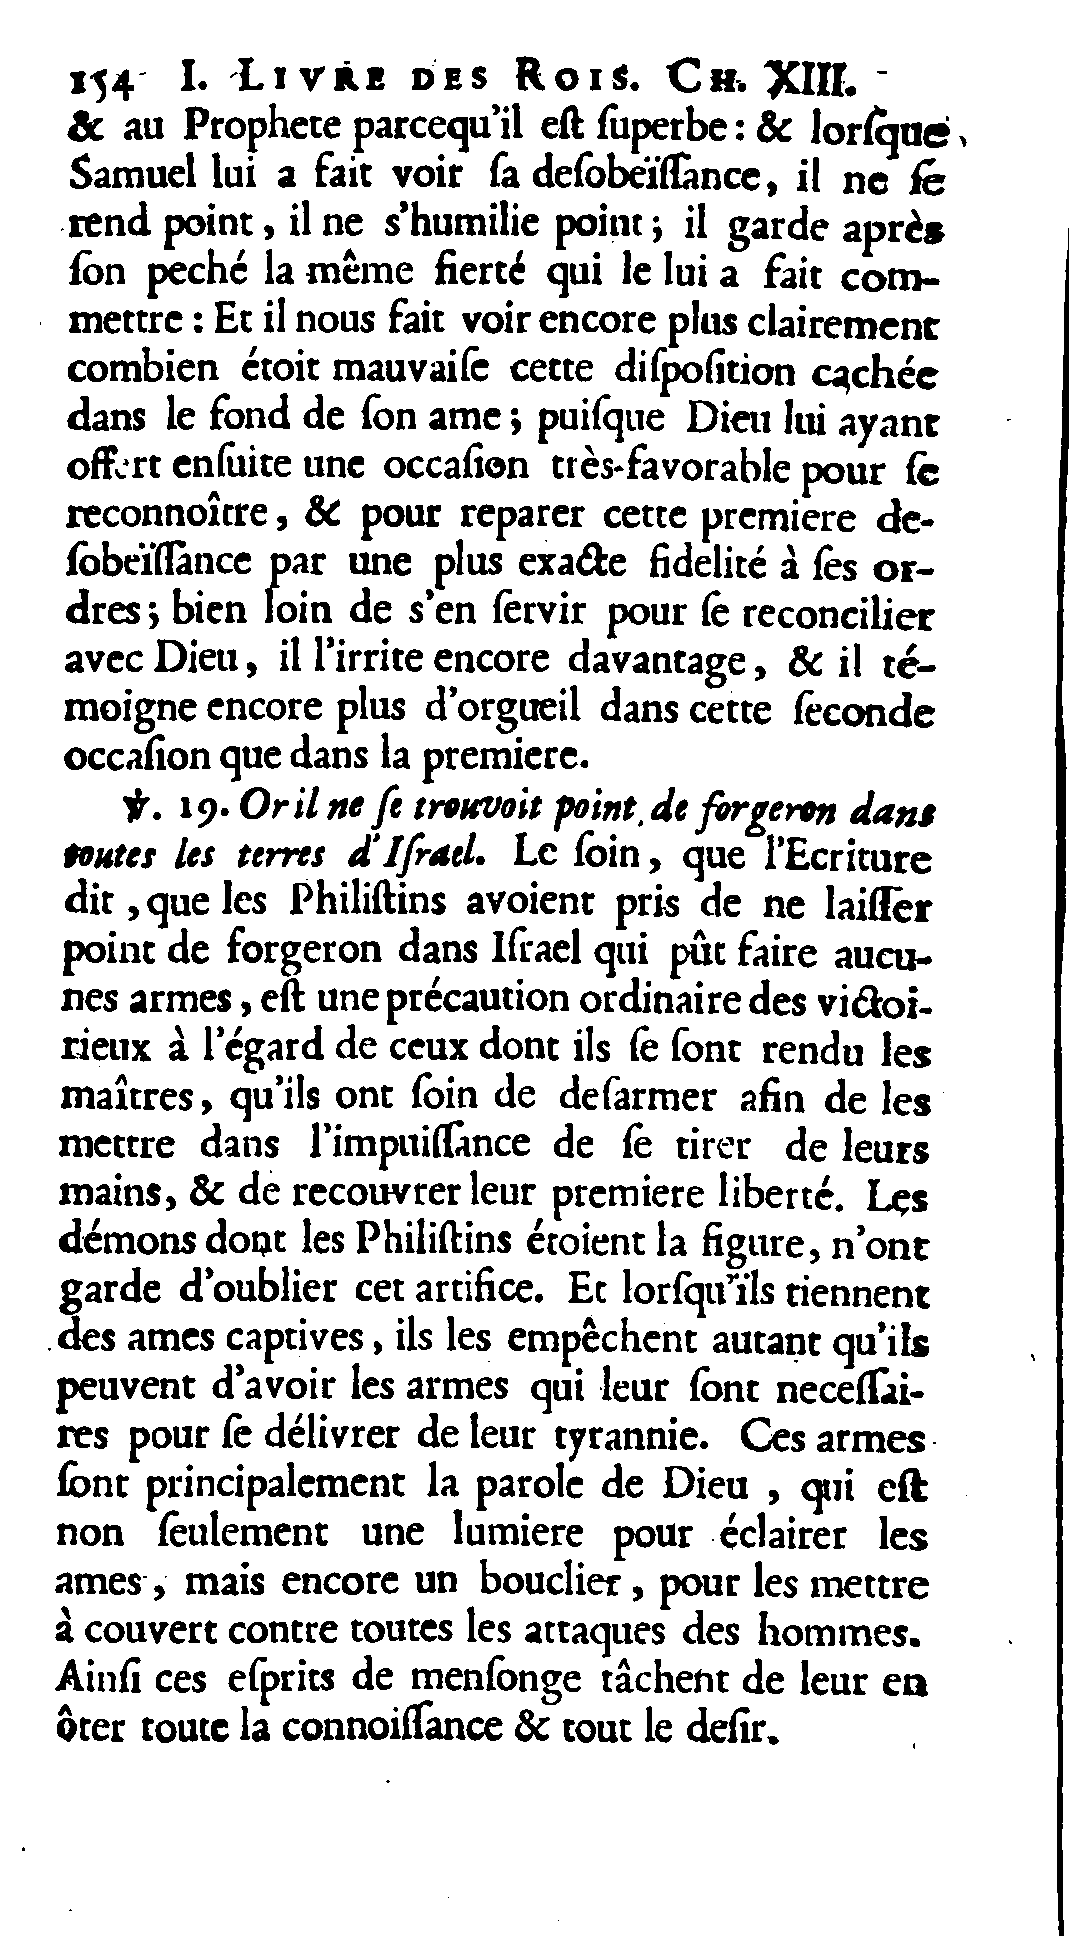 154 I. LIVRE DES ROIS. CH. XIII.
& au Prophete parcequ'il eſt ſuperbe: & lorſque
Samuel lui a fait voir ſa deſobeïſſance, il ne ſe
rend point, il ne s'humilie point; il garde après
ſon peché la même fierté qui le lui a fait com-
mettre: Et il nous fait voir encore plus clairement
combien étoit mauvaiſe cette diſpoſition cachée
dans le fond de ſon ame; puiſque Dieu lui ayant
offert enſuite une occaſion très-favorable pour ſe
reconnoître, & pour reparer cette premiere de-
ſobeïſſance par une plus exacte fidelité à ſes or-
dres; bien loin de s'en ſervir pour ſe reconcilier
avec Dieu, il l'irrite encore davantage, & il té-
moigne encore plus d'orgueil dans cette ſeconde
occaſion que dans la premiere.
℣. 19. Or il ne ſe trouvoit point de forgeron dans
toutes les terres d'Iſrael. Le ſoin, que l'Ecriture
dit, que les Philiſtins avoient pris de ne laiſſer
point de forgeron dans Iſrael qui pût faire aucu-
nes armes, eſt une précaution ordinaire des victoi-
rieux à l'égard de ceux dont ils ſe ſont rendu les
maîtres, qu'ils ont ſoin de deſarmer afin de les
mettre dans l'impuiſſance de ſe tirer de leurs
mains, & de recouvrer leur premiere liberté. Les
démons dont les Philiſtins étoient la figure, n'ont
garde d'oublier cet artifice. Et lorſqu'ils tiennent
des ames captives, ils les empêchent autant qu'ils
peuvent d'avoir les armes qui leur ſont neceſſai-
res pour ſe délivrer de leur tyrannie. Ces armes
ſont principalement la parole de Dieu, qui eſt
non ſeulement une lumiere pour éclairer les
ames, mais encore un bouclier, pour les mettre
à couvert contre toutes les attaques des hommes.
Ainſi ces eſprits de menſonge tâchent de leur en
ôter toute la connoiſſance & tout le deſir.